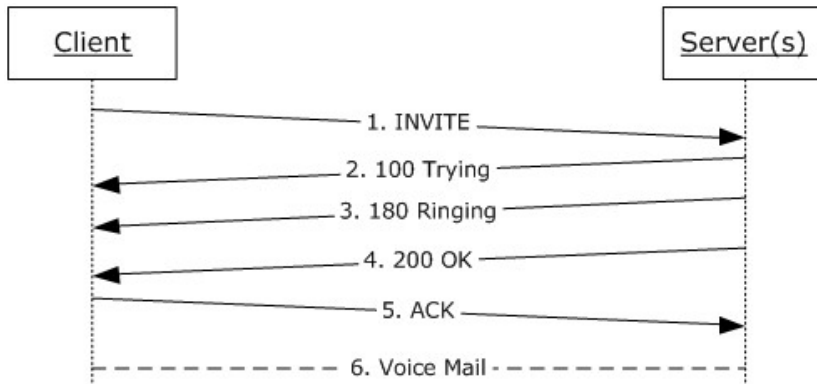 Client
Server(s)
1. INVITE
2. 100 Trying
3. 180 Ringing
4. 200 OK
5. ACK
6. Voice Mail